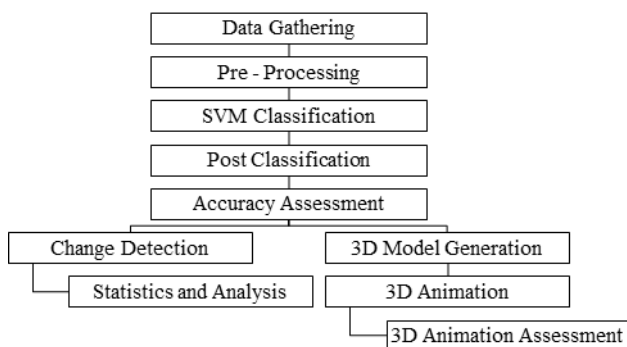 Data Gathering
Pre - Processing
SVM Classification
Post Classification
Accuracy Assessment
Change Detection
3D Model Generation
Statistics and Analysis
3D Animation
3D Animation Assessment